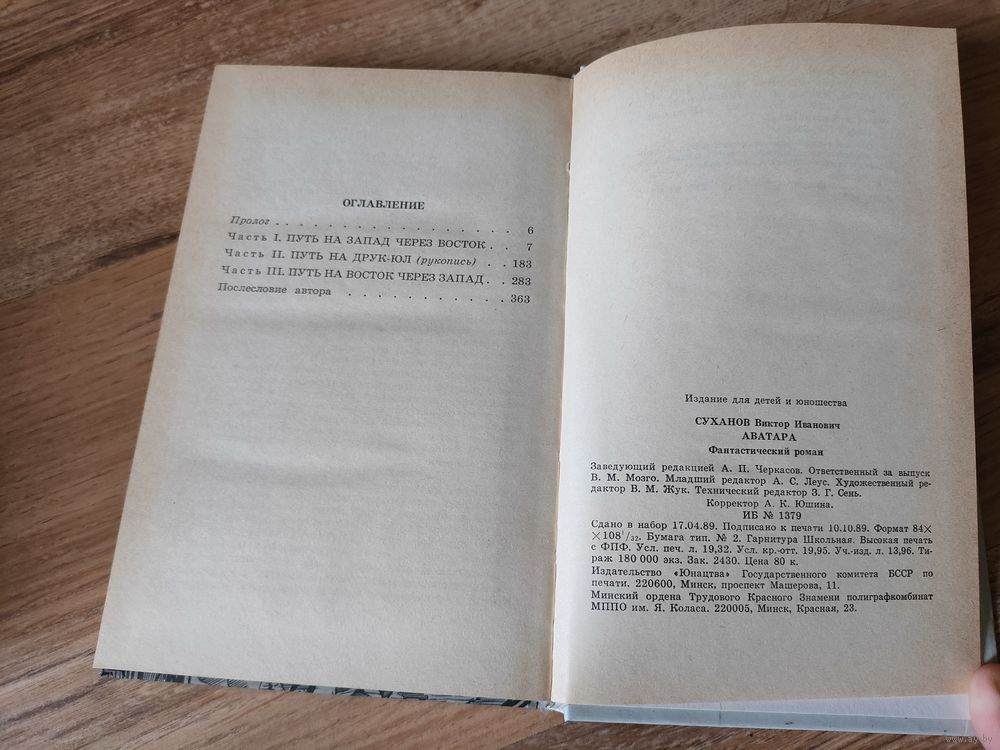 ОГЛАВЛЕНИЕ
Пролог . . . . . . . . . . . . . . . . . 6
Часть I. ПУТЬ НА ЗАПАД ЧЕРЕЗ ВОСТОК . . 7
Часть II. ПУТЬ НА ДРУК-ЮЛ (рукопись) . . 183
Часть III. ПУТЬ НА ВОСТОК ЧЕРЕЗ ЗАПАД . . 283
Послесловие автора . . . . . . . . . . . 363
Издание для детей и юношества
СУХАНОВ Виктор Иванович
АВАТАРА
Фантастический роман
Заведующий редакцией А. П. Черкасов. Ответственный за выпуск
В. М. Мозго. Младший редактор А. С. Леус. Художественный ре-
дактор В. М. Жук. Технический редактор З. Г. Сень.
Корректор А. К. Юшина.
ИБ № 1379
Сдано в набор 17.04.89. Подписано к печати 10.10.89. Формат 84×
×108¹/₃₂. Бумага тип. № 2. Гарнитура Школьная. Высокая печать
с ФПФ. Усл. печ. л. 19,32. Усл. кр.-отт. 19,95. Уч.-изд. л. 13,96. Ти-
раж 180 000 экз. Зак. 2430. Цена 80 к.
Издательство «Юнацтва» Государственного комитета БССР по
печати. 220600, Минск, проспект Машерова, 11.
Минский ордена Трудового Красного Знамени полиграфкомбинат
МППО им. Я. Коласа. 220005, Минск, Красная, 23.
www.ay.by